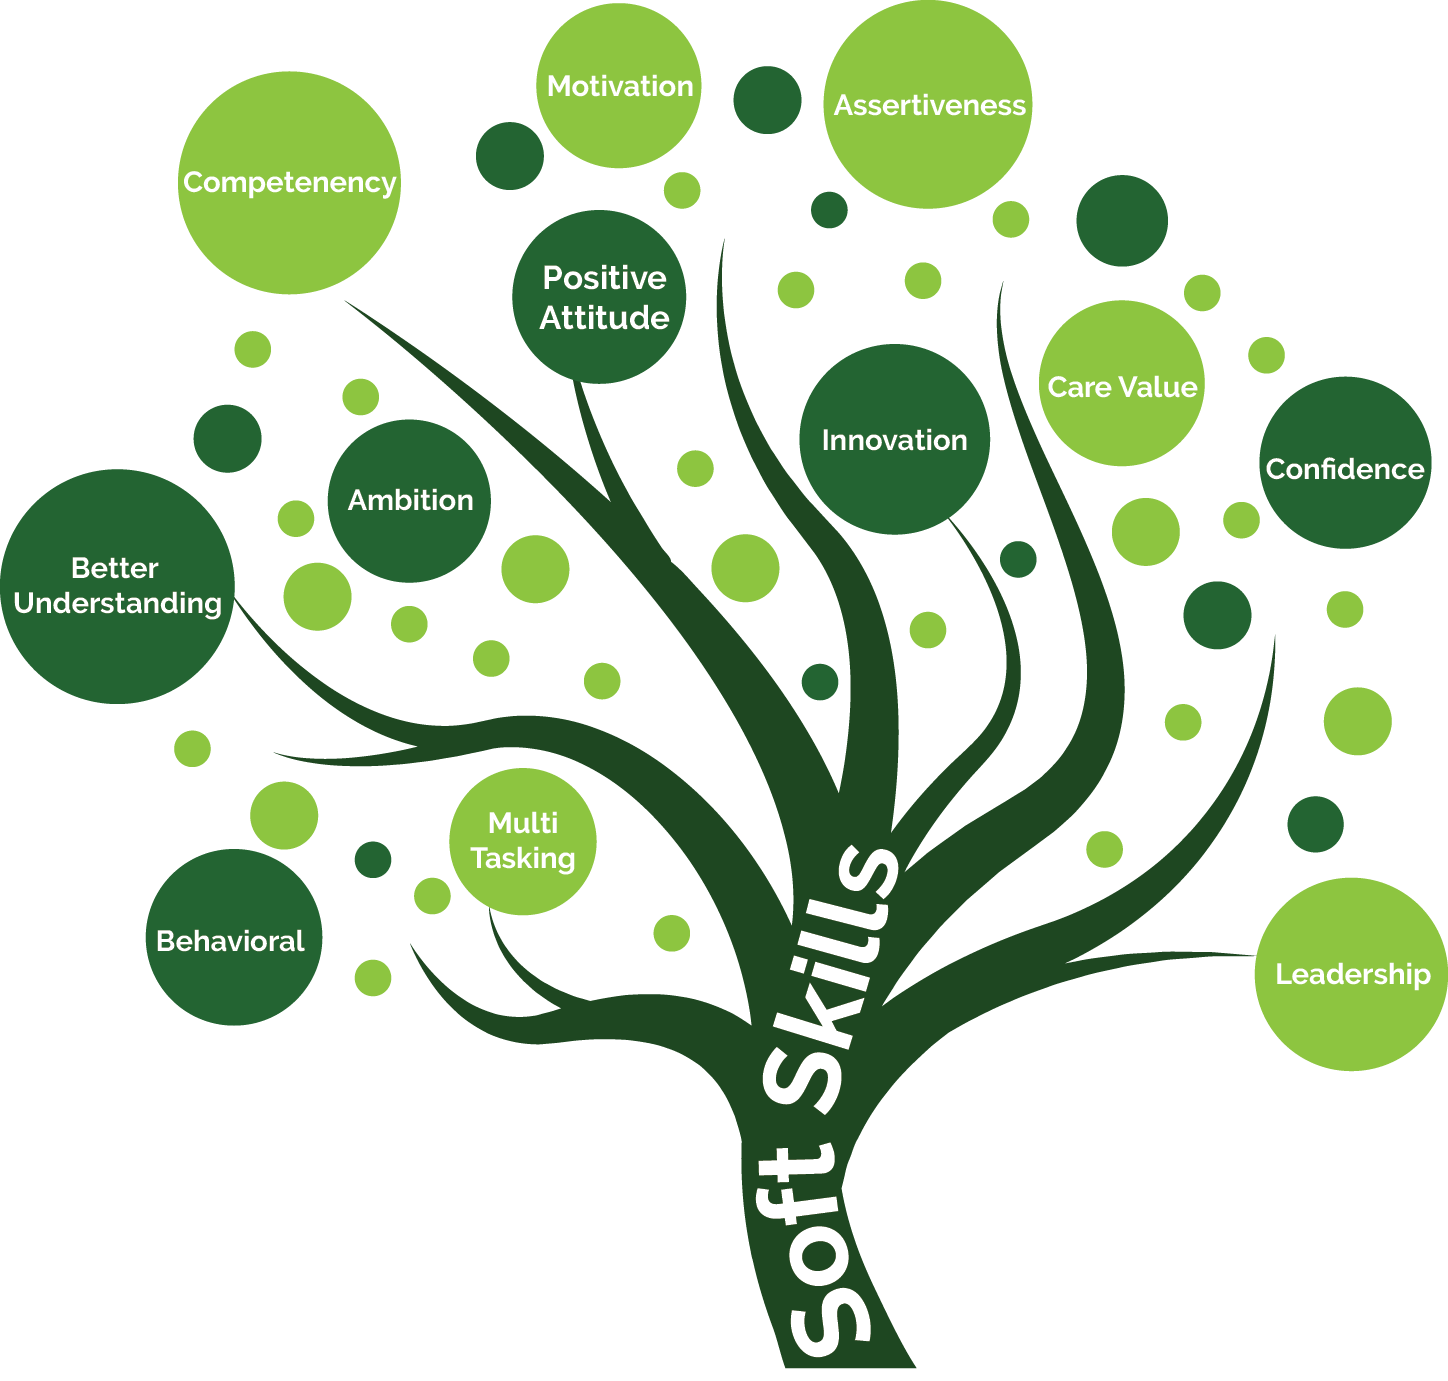 Motivation
Assertiveness
Competenency
Positive
Attitude
Care Value
Innovation
Confidence
Ambition
Better
Understanding
Multi
Tasking
Behavioral
Leadership
Soft Skills